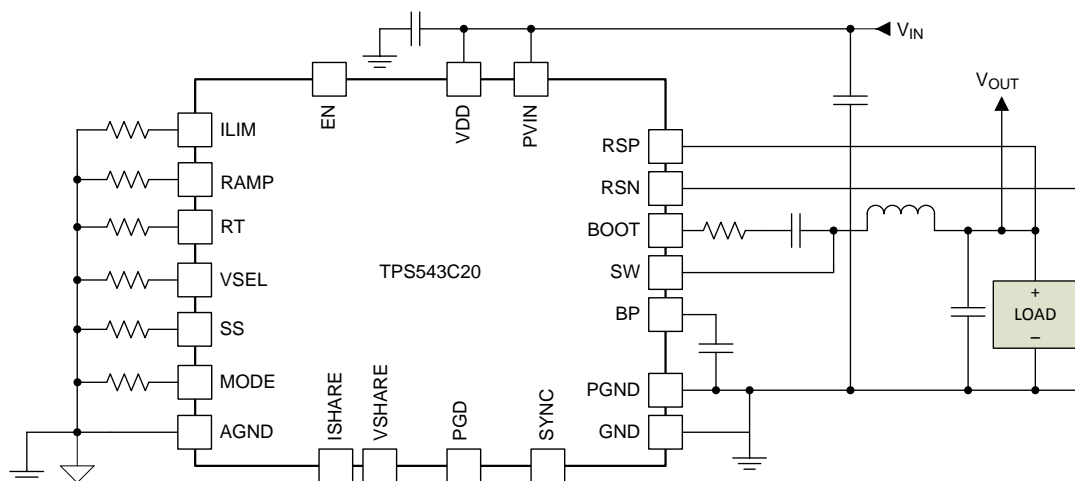 VIN
VOUT
EN
VDD
PVIN
ILIM
RAMP
RT
VSEL
SS
MODE
AGND
TPS543C20
RSP
RSN
BOOT
SW
BP
PGND
GND
+
LOAD
−
ISHARE
VSHARE
PGD
SYNC